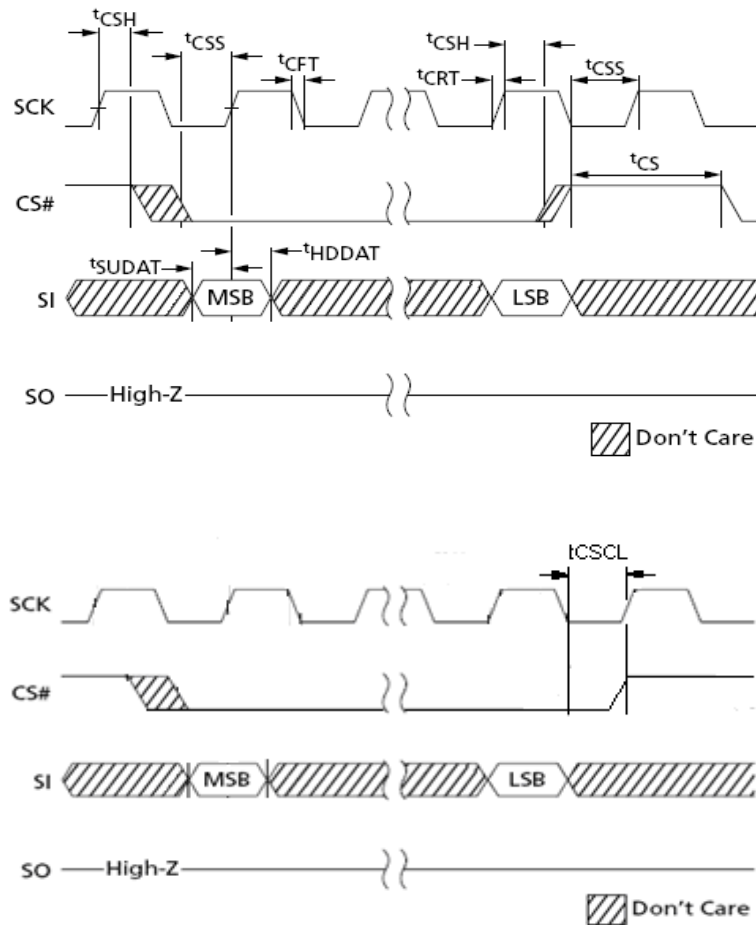 tCSH
tCSS
tCFT
tCSH
tCRT
tCSS
SCK
tCS
CS#
tSUDAT
tHDDAT
SI
MSB
LSB
SO
High-Z
Don't Care
tCSCL
SCK
CS#
SI
MSB
LSB
SO
High-Z
Don't Care